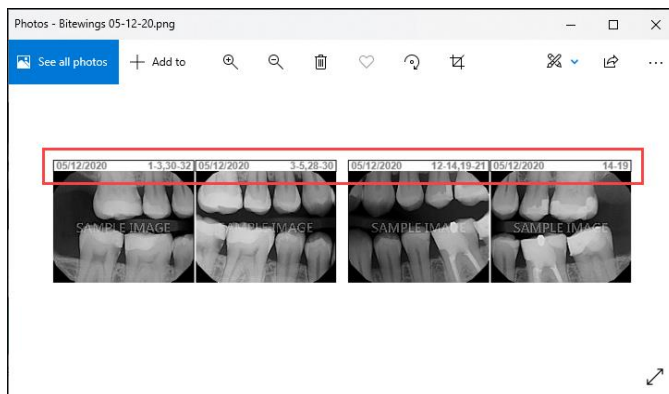 Photos - Bitewings 05-12-20.png
See all photos
Add to
05/12/2020 1-3,30-32 05/12/2020 3-5,28-30 05/12/2020 12-14,19-21 05/12/2020 14-19
SAMPLE IMAGE SAMPLE IMAGE SAMPLE IMAGE SAMPLE IMAGE